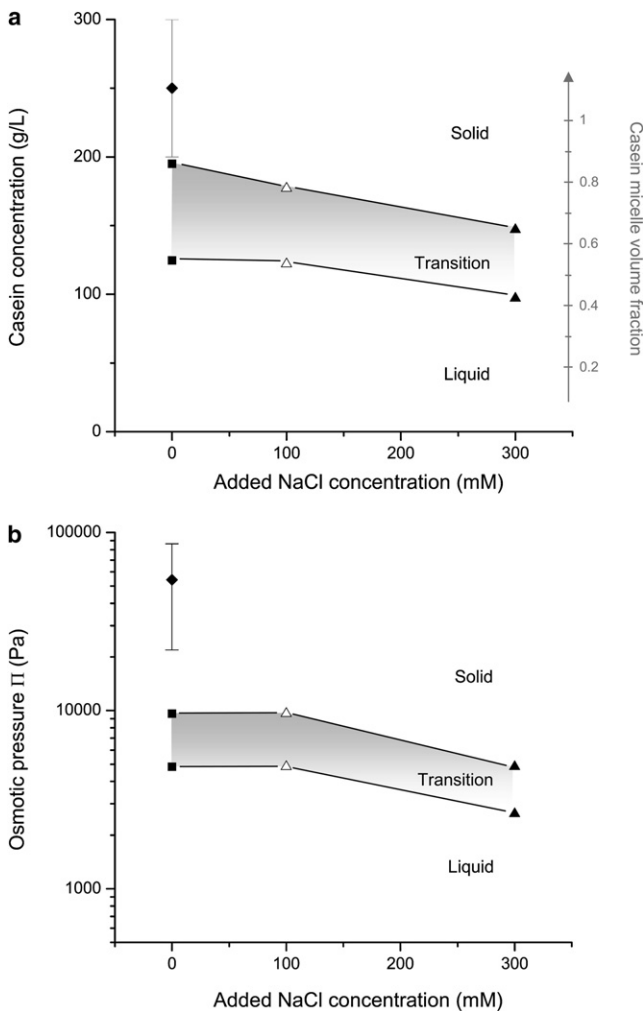 a
300
200
100
0
Casein concentration (g/L)
Solid
Transition
Liquid
1
0.8
0.6
0.4
0.2
Casein micelle volume fraction
0
100
200
300
Added NaCl concentration (mM)
b
100000
10000
1000
Osmotic pressure Π (Pa)
Solid
Transition
Liquid
0
100
200
300
Added NaCl concentration (mM)